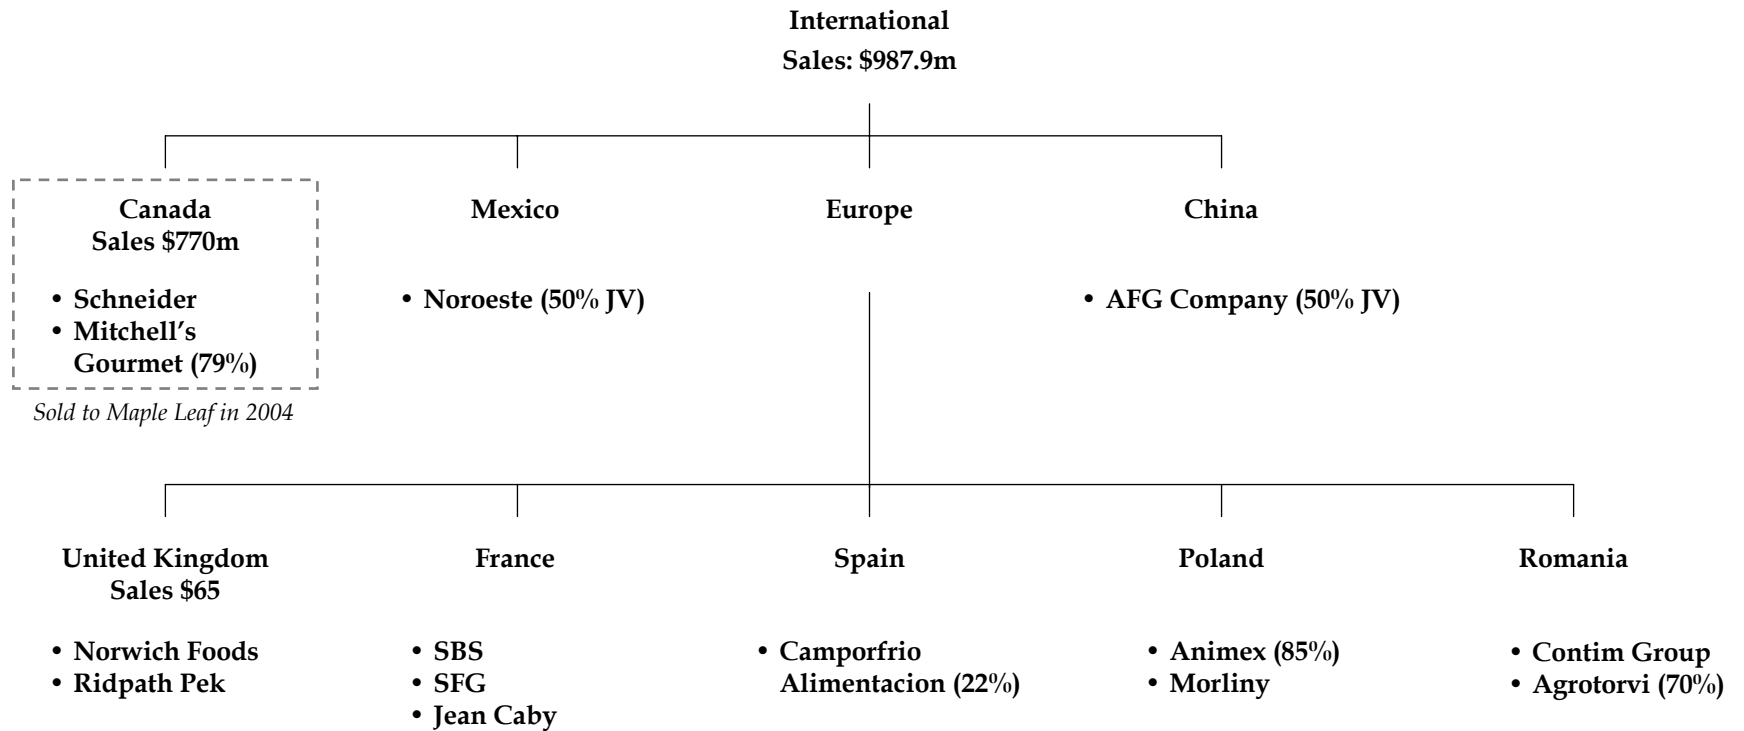 International
Sales: $987.9m
Canada
Sales $770m
• Schneider
• Mitchell’s
Gourmet (79%)
Sold to Maple Leaf in 2004
Mexico
• Noroeste (50% JV)
Europe
China
• AFG Company (50% JV)
United Kingdom
Sales $65
• Norwich Foods
• Ridpath Pek
France
• SBS
• SFG
• Jean Caby
Spain
• Camporfrio
Alimentacion (22%)
Poland
• Animex (85%)
• Morliny
Romania
• Contim Group
• Agrotorvi (70%)